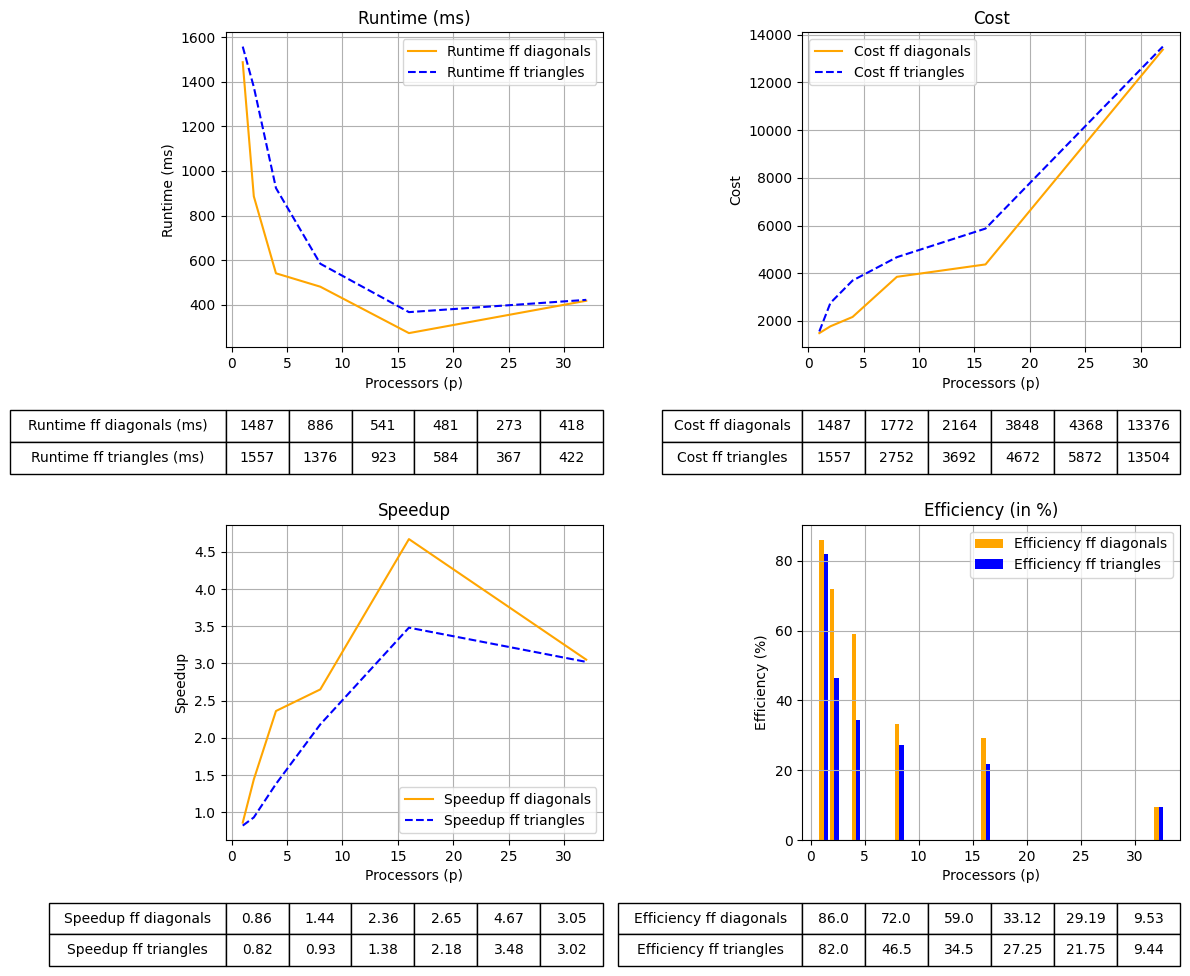 Runtime (ms)
1600
1400
1200
1000
800
600
400
Runtime (ms)
Runtime ff diagonals
Runtime ff triangles
0 5 10 15 20 25 30
Processors (p)
Runtime ff diagonals (ms) 1487 886 541 481 273 418
Runtime ff triangles (ms) 1557 1376 923 584 367 422
Cost
14000
12000
10000
8000
6000
4000
2000
Cost
Cost ff diagonals
Cost ff triangles
0 5 10 15 20 25 30
Processors (p)
Cost ff diagonals 1487 1772 2164 3848 4368 13376
Cost ff triangles 1557 2752 3692 4672 5872 13504
Speedup
4.5
4.0
3.5
3.0
2.5
2.0
1.5
1.0
Speedup
Speedup ff diagonals
Speedup ff triangles
0 5 10 15 20 25 30
Processors (p)
Speedup ff diagonals 0.86 1.44 2.36 2.65 4.67 3.05
Speedup ff triangles 0.82 0.93 1.38 2.18 3.48 3.02
Efficiency (in %)
80
60
40
20
0
Efficiency (%)
Efficiency ff diagonals
Efficiency ff triangles
0 5 10 15 20 25 30
Processors (p)
Efficiency ff diagonals 86.0 72.0 59.0 33.12 29.19 9.53
Efficiency ff triangles 82.0 46.5 34.5 27.25 21.75 9.44